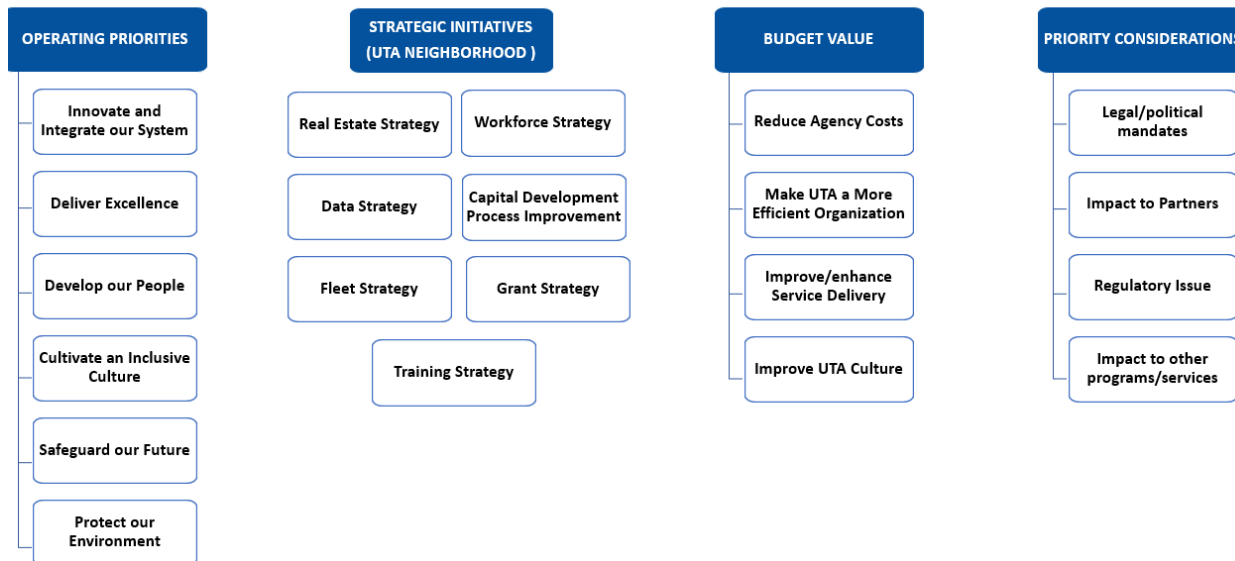 OPERATING PRIORITIES
Innovate and
Integrate our System
Deliver Excellence
Develop our People
Cultivate an Inclusive
Culture
Safeguard our Future
Protect our
Environment
STRATEGIC INITIATIVES
(UTA NEIGHBORHOOD )
Real Estate Strategy
Workforce Strategy
Data Strategy
Capital Development
Process Improvement
Fleet Strategy
Grant Strategy
Training Strategy
BUDGET VALUE
Reduce Agency Costs
Make UTA a More
Efficient Organization
Improve/enhance
Service Delivery
Improve UTA Culture
PRIORITY CONSIDERATIONS
Legal/political
mandates
Impact to Partners
Regulatory Issue
Impact to other
programs/services